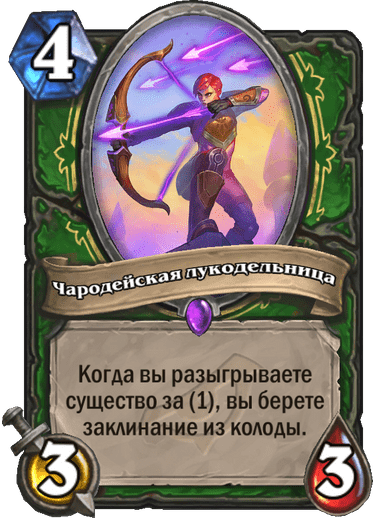 4
Чародейская лукодельница
Когда вы разыгрываете
существо за (1), вы берете
заклинание из колоды.
3
3